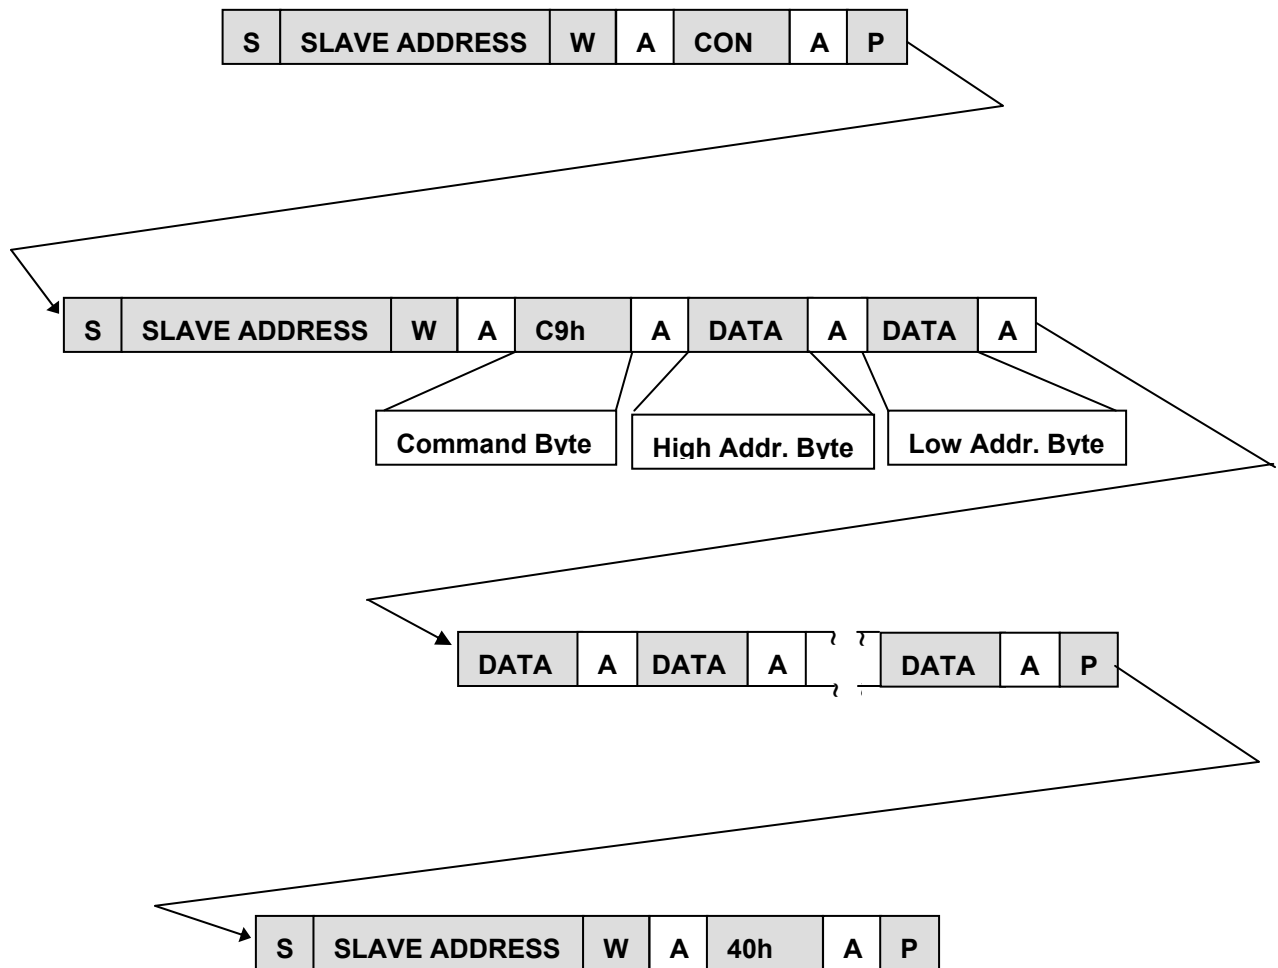 S SLAVE ADDRESS W A CON A P
S SLAVE ADDRESS W A C9h A DATA A DATA A
Command Byte High Addr. Byte Low Addr. Byte
DATA A DATA A DATA A P
S SLAVE ADDRESS W A 40h A P